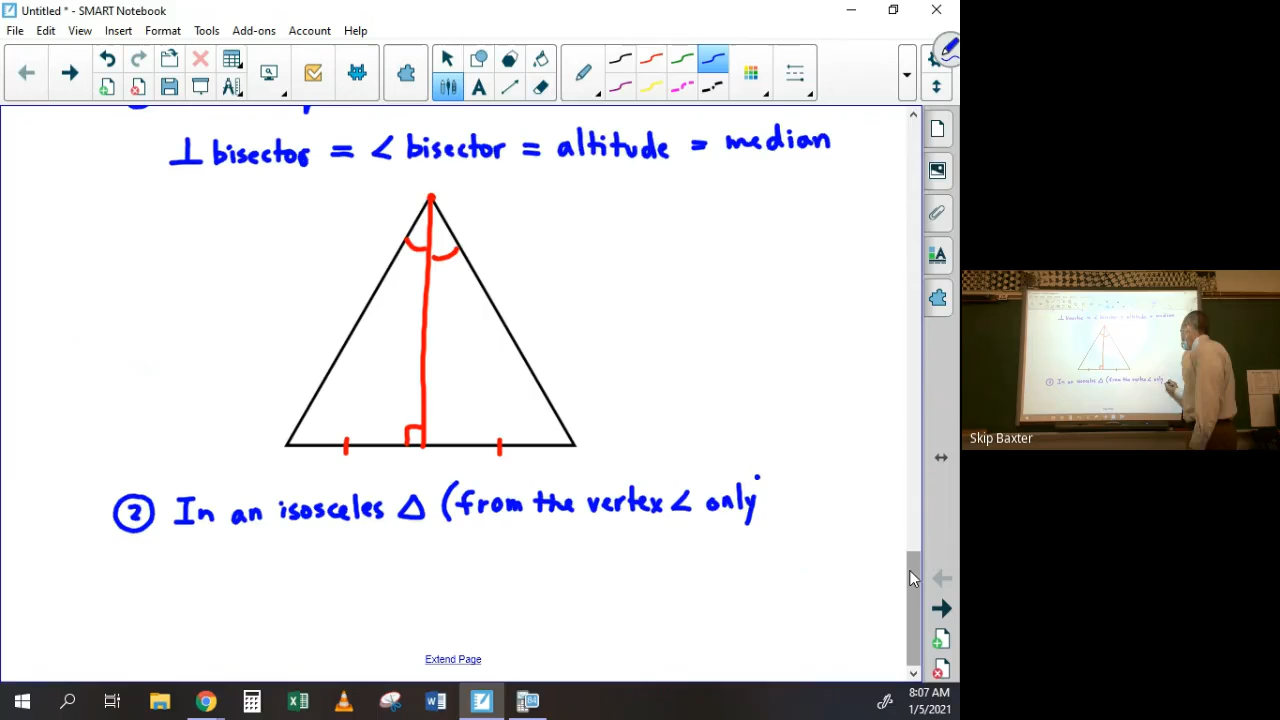 Untitled * - SMART Notebook
File Edit View Insert Format Tools Add-ons Account Help
⊥ bisector = ∠ bisector = altitude = median
② In an isosceles △ (from the vertex ∠ only
Extend Page
Skip Baxter
8:07 AM
1/5/2021